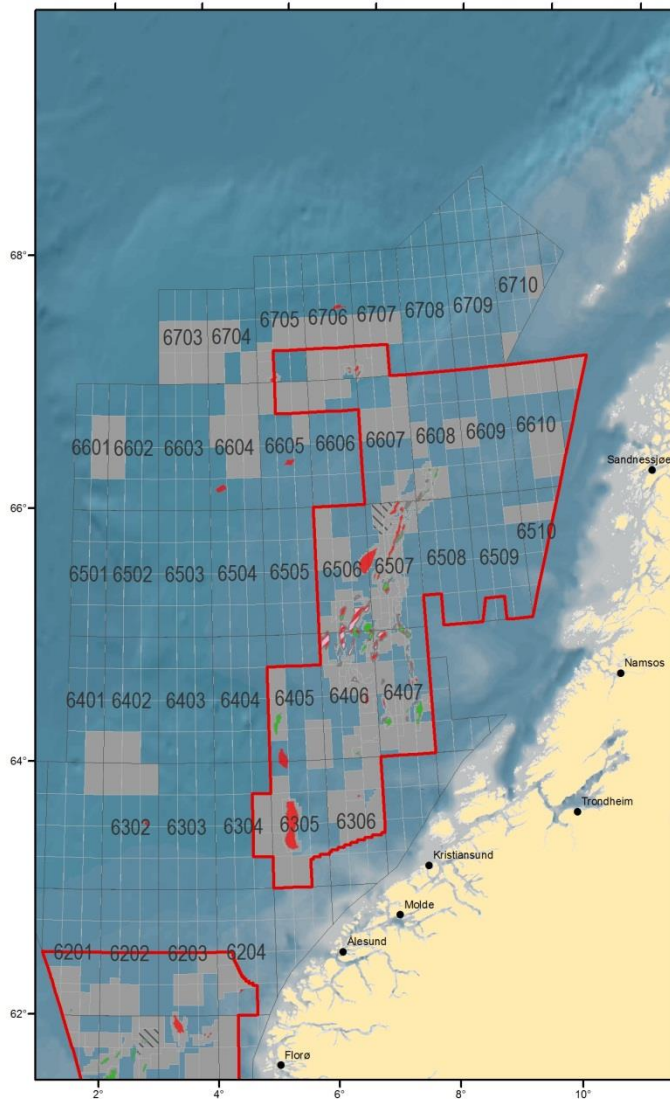 68°
6710
6705 6706 6707 6708 6709
6703 6704
6610
6601 6602 6603 6604 6605 6606 6607 6608 6609
Sandnessjøe
66°
6510
6501 6502 6503 6504 6505 6506 6507 6508 6509
Namsos
6401 6402 6403 6404 6405 6406 6407
64°
Trondheim
6302 6303 6304 6305 6306
Kristiansund
Molde
6201 6202 6203 6204 Ålesund
62°
Florø
2° 4° 6° 8° 10°